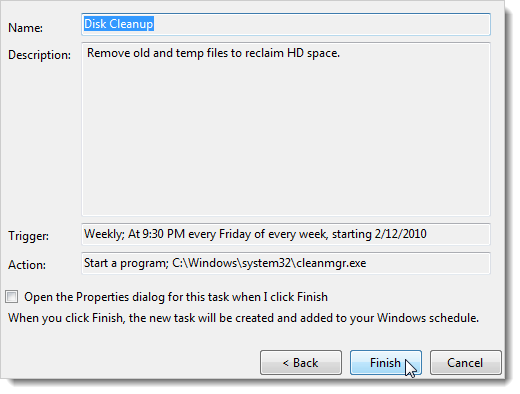 Name: Disk Cleanup
Description: Remove old and temp files to reclaim HD space.
Trigger: Weekly; At 9:30 PM every Friday of every week, starting 2/12/2010
Action: Start a program; C:\Windows\system32\cleanmgr.exe
Open the Properties dialog for this task when I click Finish
When you click Finish, the new task will be created and added to your Windows schedule.
< Back Finish Cancel